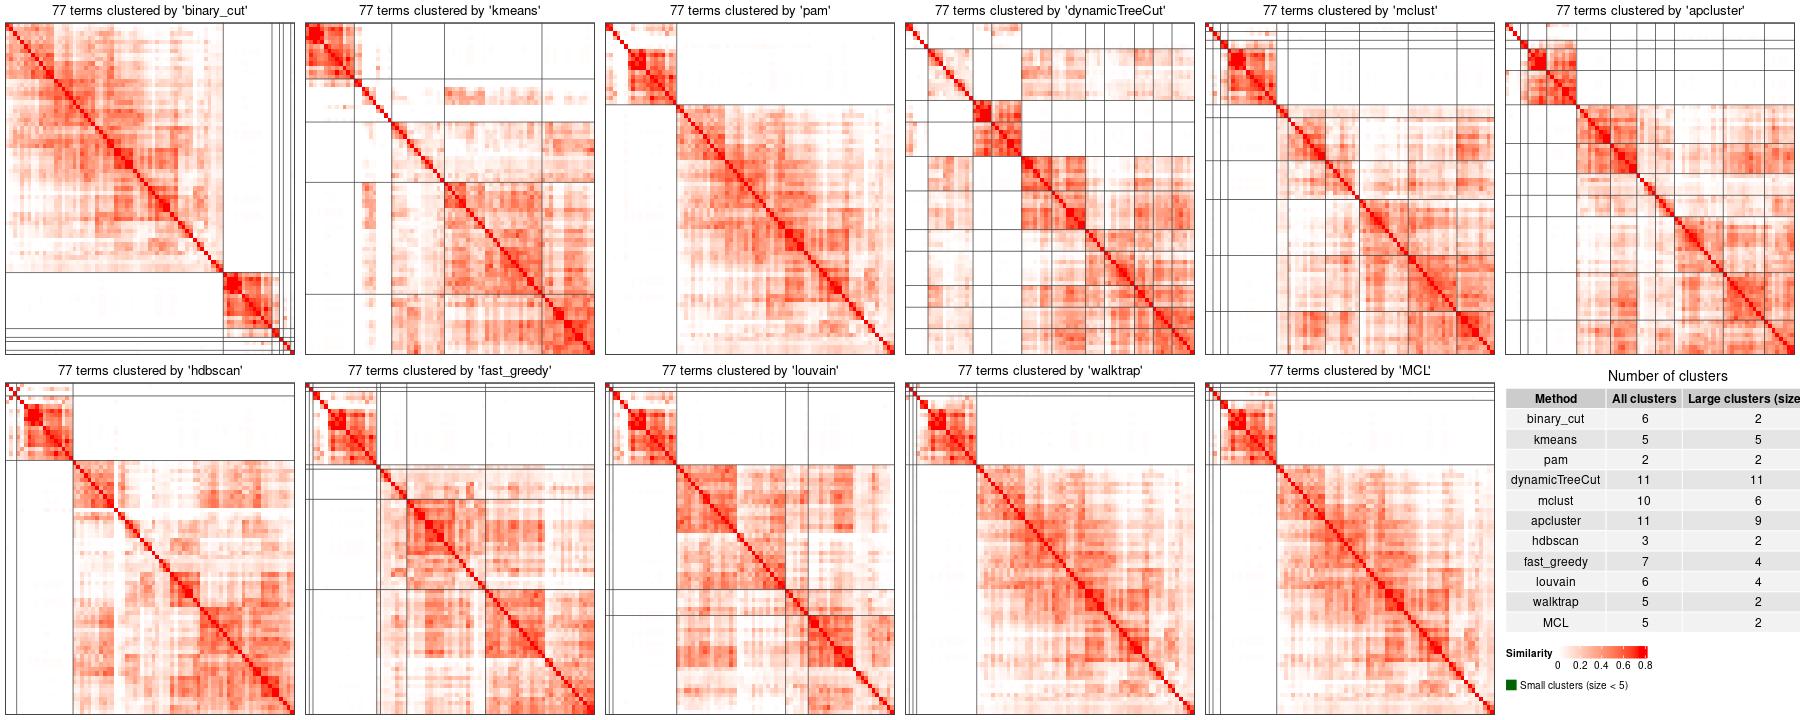 77 terms clustered by 'binary_cut'
77 terms clustered by 'kmeans'
77 terms clustered by 'pam'
77 terms clustered by 'dynamicTreeCut'
77 terms clustered by 'mclust'
77 terms clustered by 'apcluster'
77 terms clustered by 'hdbscan'
77 terms clustered by 'fast_greedy'
77 terms clustered by 'louvain'
77 terms clustered by 'walktrap'
77 terms clustered by 'MCL'
Number of clusters
Method All clusters Large clusters (size
binary_cut 6 2
kmeans 5 5
pam 2 2
dynamicTreeCut 11 11
mclust 10 6
apcluster 11 9
hdbscan 3 2
fast_greedy 7 4
louvain 6 4
walktrap 5 2
MCL 5 2
Similarity
0 0.2 0.4 0.6 0.8
Small clusters (size < 5)